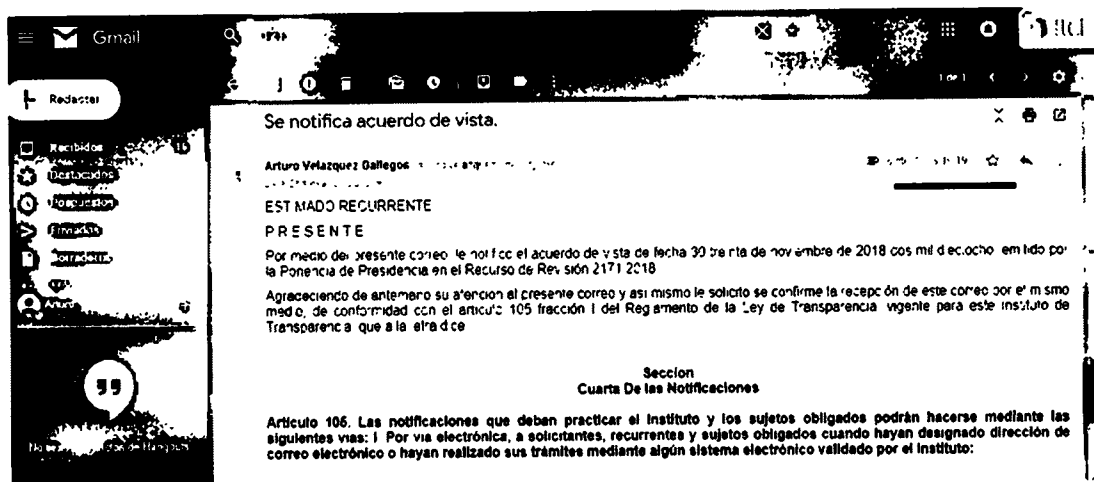 Gmail
Redactar
1 de 1
Recibidos
Destacados
Pospuestos
Enviados
Borradores
Arturo
Se notifica acuerdo de vista.
Arturo Velazquez Gallegos
ESTIMADO RECURRENTE
P R E S E N T E
Por medio del presente correo le notifico el acuerdo de vista de fecha 30 treinta de noviembre de 2018 dos mil dieciocho emitido por
la Ponencia de Presidencia en el Recurso de Revisión 2171 2018
Agradeciendo de antemano su atención al presente correo y asi mismo le solicito se confirme la recepción de este correo por el mismo
medio, de conformidad con el articulo 105 fracción I del Reglamento de la Ley de Transparencia vigente para este Instituto de
Transparencia que a la letra dice
Seccion
Cuarta De las Notificaciones
Artículo 105. Las notificaciones que deban practicar el Instituto y los sujetos obligados podrán hacerse mediante las
siguientes vias: I Por via electrónica, a solicitantes, recurrentes y sujetos obligados cuando hayan designado dirección de
correo electrónico o hayan realizado sus trámites mediante algún sistema electrónico validado por el Instituto: